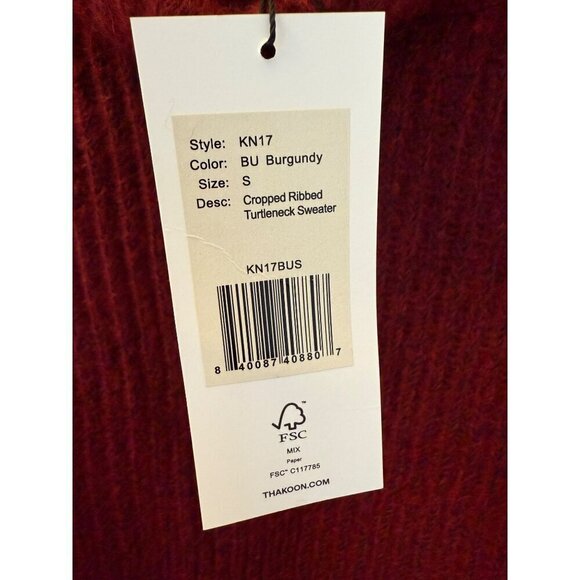 Style: KN17
Color: BU Burgundy
Size: S
Desc: Cropped Ribbed
Turtleneck Sweater
KN17BUS
8 40087 40880 7
FSC™
MIX
Paper
FSC™ C117785
THAKOON.COM